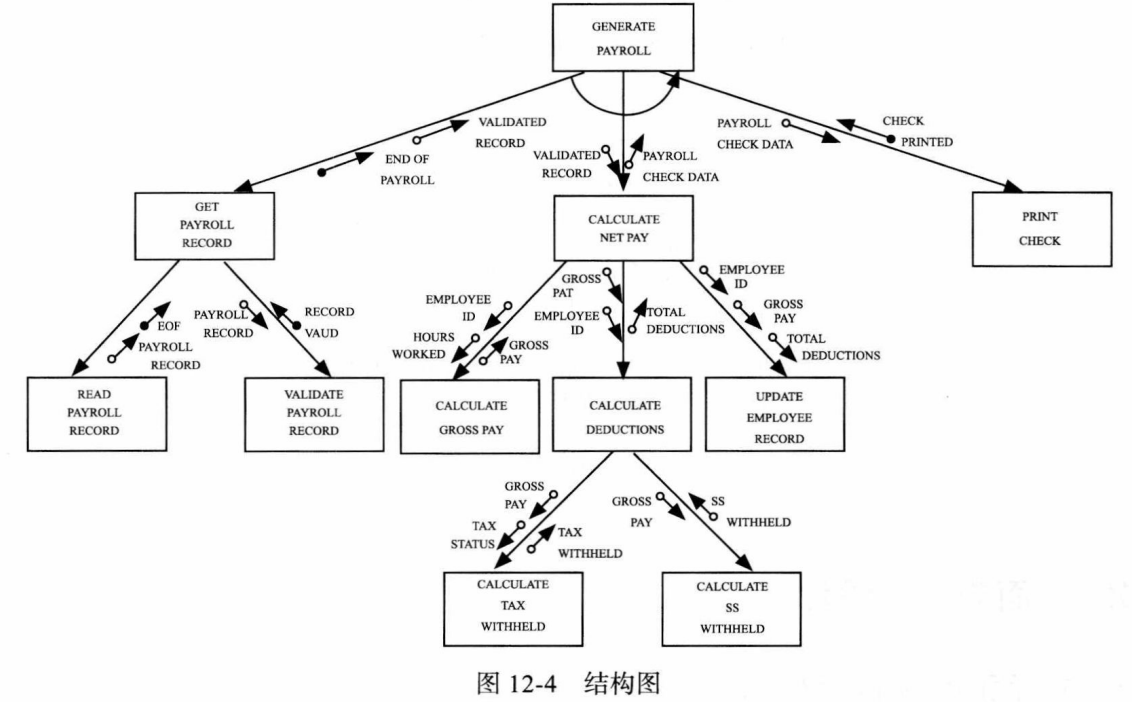 GENERATE
PAYROLL
VALIDATED
RECORD
END OF
PAYROLL
VALIDATED
RECORD
PAYROLL
CHECK DATA
PAYROLL
CHECK DATA
CHECK
PRINTED
GET
PAYROLL
RECORD
CALCULATE
NET PAY
PRINT
CHECK
EOF
PAYROLL
RECORD
PAYROLL
RECORD
RECORD
VAUD
EMPLOYEE
ID
HOURS
WORKED
GROSS
PAY
GROSS
PAT
EMPLOYEE
ID
TOTAL
DEDUCTIONS
EMPLOYEE
ID
GROSS
PAY
TOTAL
DEDUCTIONS
READ
PAYROLL
RECORD
VALIDATE
PAYROLL
RECORD
CALCULATE
GROSS PAY
CALCULATE
DEDUCTIONS
UPDATE
EMPLOYEE
RECORD
GROSS
PAY
TAX
STATUS
TAX
WITHHELD
GROSS
PAY
SS
WITHHELD
CALCULATE
TAX
WITHHELD
CALCULATE
SS
WITHHELD
图 12-4 结构图